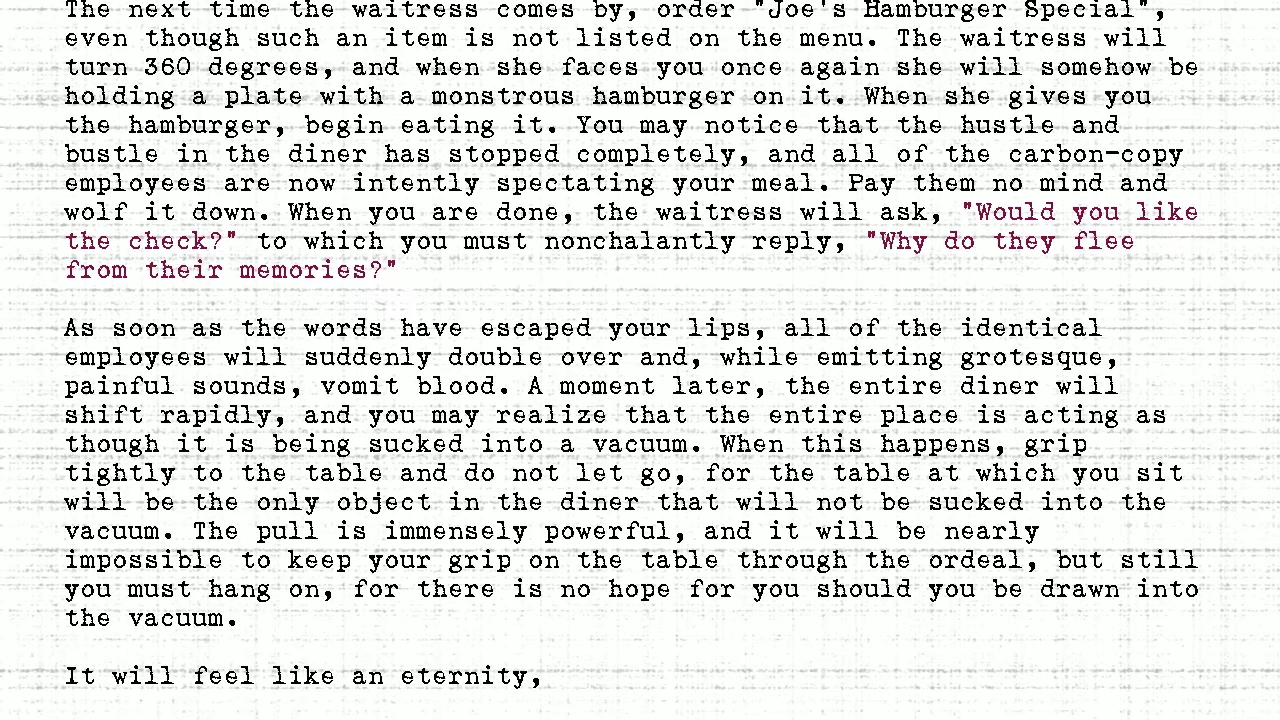 The next time the waitress comes by, order "Joe's Hamburger Special",
even though such an item is not listed on the menu. The waitress will
turn 360 degrees, and when she faces you once again she will somehow be
holding a plate with a monstrous hamburger on it. When she gives you
the hamburger, begin eating it. You may notice that the hustle and
bustle in the diner has stopped completely, and all of the carbon-copy
employees are now intently spectating your meal. Pay them no mind and
wolf it down. When you are done, the waitress will ask, "Would you like
the check?" to which you must nonchalantly reply, "Why do they flee
from their memories?"
As soon as the words have escaped your lips, all of the identical
employees will suddenly double over and, while emitting grotesque,
painful sounds, vomit blood. A moment later, the entire diner will
shift rapidly, and you may realize that the entire place is acting as
though it is being sucked into a vacuum. When this happens, grip
tightly to the table and do not let go, for the table at which you sit
will be the only object in the diner that will not be sucked into the
vacuum. The pull is immensely powerful, and it will be nearly
impossible to keep your grip on the table through the ordeal, but still
you must hang on, for there is no hope for you should you be drawn into
the vacuum.
It will feel like an eternity,